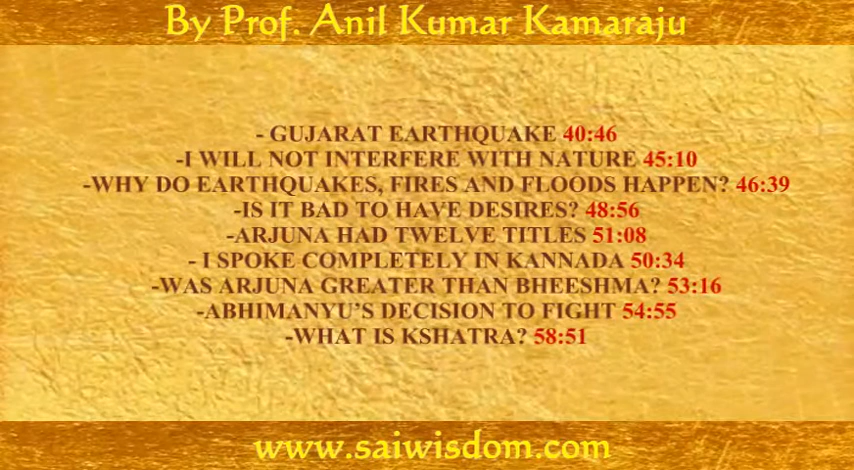 By Prof. Anil Kumar Kamaraju
- GUJARAT EARTHQUAKE 40:46
-I WILL NOT INTERFERE WITH NATURE 45:10
-WHY DO EARTHQUAKES, FIRES AND FLOODS HAPPEN? 46:39
-IS IT BAD TO HAVE DESIRES? 48:56
-ARJUNA HAD TWELVE TITLES 51:08
- I SPOKE COMPLETELY IN KANNADA 50:34
-WAS ARJUNA GREATER THAN BHEESHMA? 53:16
-ABHIMANYU'S DECISION TO FIGHT 54:55
-WHAT IS KSHATRA? 58:51
www.saiwisdom.com